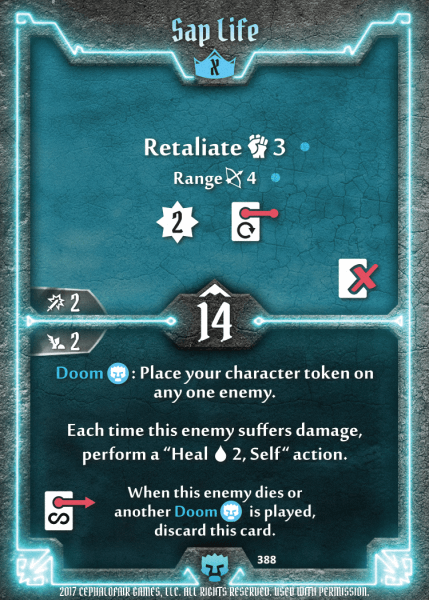 Sap Life
X
Retaliate 3
Range 4
2
2
14
2
Doom : Place your character token on
any one enemy.
Each time this enemy suffers damage,
perform a “Heal 2, Self“ action.
When this enemy dies or
another Doom is played,
discard this card.
388
2017 CEPHALOFAIR GAMES, LLC. ALL RIGHTS RESERVED. USED WITH PERMISSION.